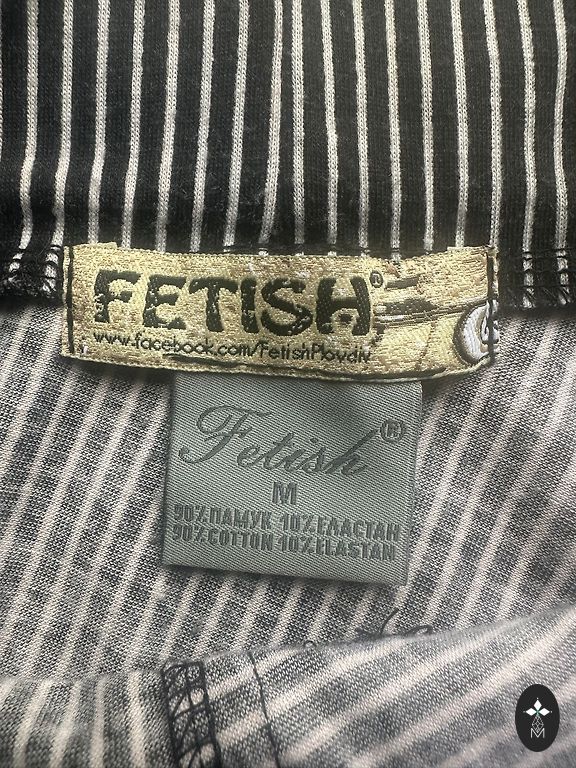 FETISH®
www.facebook.com/FetishPlovdiv
Fetish®
M
90% ПАМУК 10% ЕЛАСТАН
90% COTTON 10% ELASTAN
M